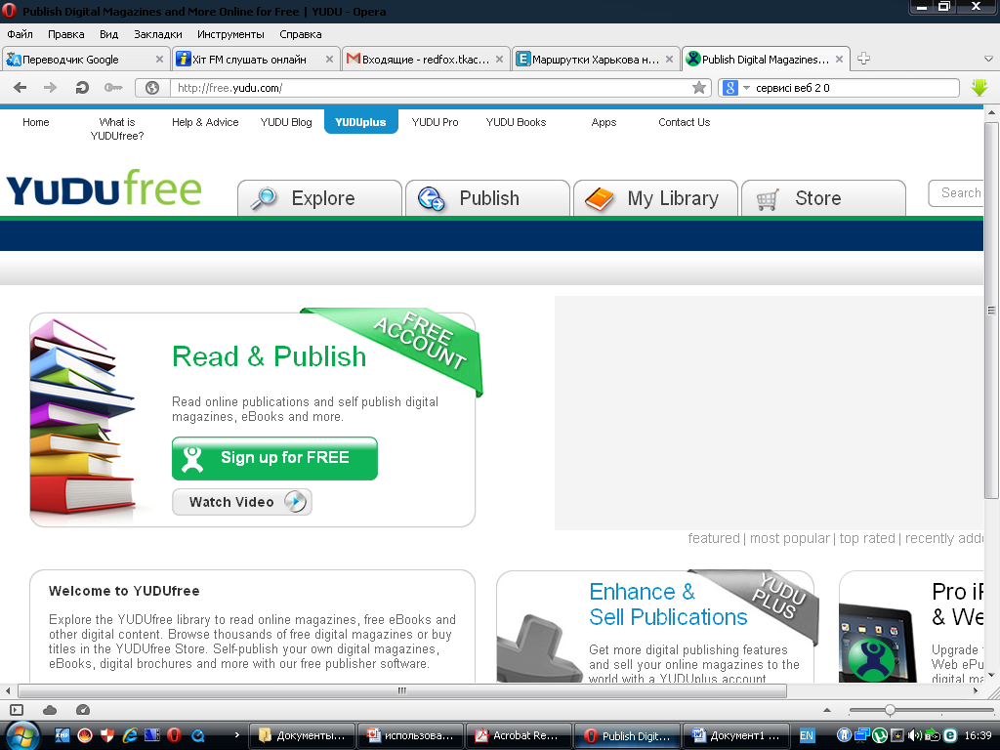 Publish Digital Magazines and More Online for Free | YUDU - Opera
Файл Правка Вид Закладки Инструменты Справка
Переводчик Google
Хіт FM слушать онлайн
Входящие - redfox.tkac...
Маршрутки Харькова н...
Publish Digital Magazines...
http://free.yudu.com/
сервисі веб 2 0
Home
What is
YUDUfree?
Help & Advice
YUDU Blog
YUDUplus
YUDU Pro
YUDU Books
Apps
Contact Us
YUDUfree
Explore
Publish
My Library
Store
Search
FREE
ACCOUNT
Read & Publish
Read online publications and self publish digital
magazines, eBooks and more.
Sign up for FREE
Watch Video
featured | most popular | top rated | recently adde
Welcome to YUDUfree
Explore the YUDUfree library to read online magazines, free eBooks and
other digital content. Browse thousands of free digital magazines or buy
titles in the YUDUfree Store. Self-publish your own digital magazines,
eBooks, digital brochures and more with our free publisher software.
YUDU
PLUS
Enhance &
Sell Publications
Get more digital publishing features
and sell your online magazines to the
world with a YUDUplus account
Pro iP
& We
Upgrade
Web ePu
digital ma
Документы...
использова...
Acrobat Re...
Publish Digit...
Документ1 ...
EN
16:39